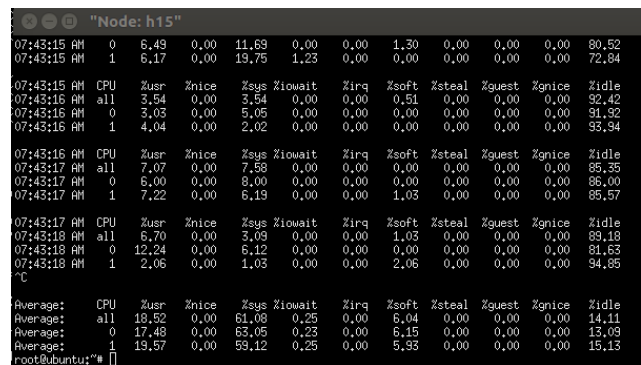 "Node: h15"
07:43:15 AM 0 6.49 0.00 11.69 0.00 0.00 1.30 0.00 0.00 0.00 80.52
07:43:15 AM 1 6.17 0.00 19.75 1.23 0.00 0.00 0.00 0.00 0.00 72.84
07:43:15 AM CPU %usr %nice %sys %iowait %irq %soft %steal %guest %gnice %idle
07:43:16 AM all 3.54 0.00 3.54 0.00 0.00 0.51 0.00 0.00 0.00 92.42
07:43:16 AM 0 3.03 0.00 5.05 0.00 0.00 0.00 0.00 0.00 0.00 91.92
07:43:16 AM 1 4.04 0.00 2.02 0.00 0.00 0.00 0.00 0.00 0.00 93.94
07:43:16 AM CPU %usr %nice %sys %iowait %irq %soft %steal %guest %gnice %idle
07:43:17 AM all 7.07 0.00 7.58 0.00 0.00 0.00 0.00 0.00 0.00 85.35
07:43:17 AM 0 6.00 0.00 8.00 0.00 0.00 0.00 0.00 0.00 0.00 86.00
07:43:17 AM 1 7.22 0.00 6.19 0.00 0.00 1.03 0.00 0.00 0.00 85.57
07:43:17 AM CPU %usr %nice %sys %iowait %irq %soft %steal %guest %gnice %idle
07:43:18 AM all 6.70 0.00 3.09 0.00 0.00 1.03 0.00 0.00 0.00 89.18
07:43:18 AM 0 12.24 0.00 6.12 0.00 0.00 0.00 0.00 0.00 0.00 81.63
07:43:18 AM 1 2.06 0.00 1.03 0.00 0.00 2.06 0.00 0.00 0.00 94.85
^C
Average: CPU %usr %nice %sys %iowait %irq %soft %steal %guest %gnice %idle
Average: all 18.52 0.00 61.08 0.25 0.00 6.04 0.00 0.00 0.00 14.11
Average: 0 17.48 0.00 63.05 0.23 0.00 6.15 0.00 0.00 0.00 13.09
Average: 1 19.57 0.00 59.12 0.25 0.00 5.93 0.00 0.00 0.00 15.13
root@ubuntu:~#